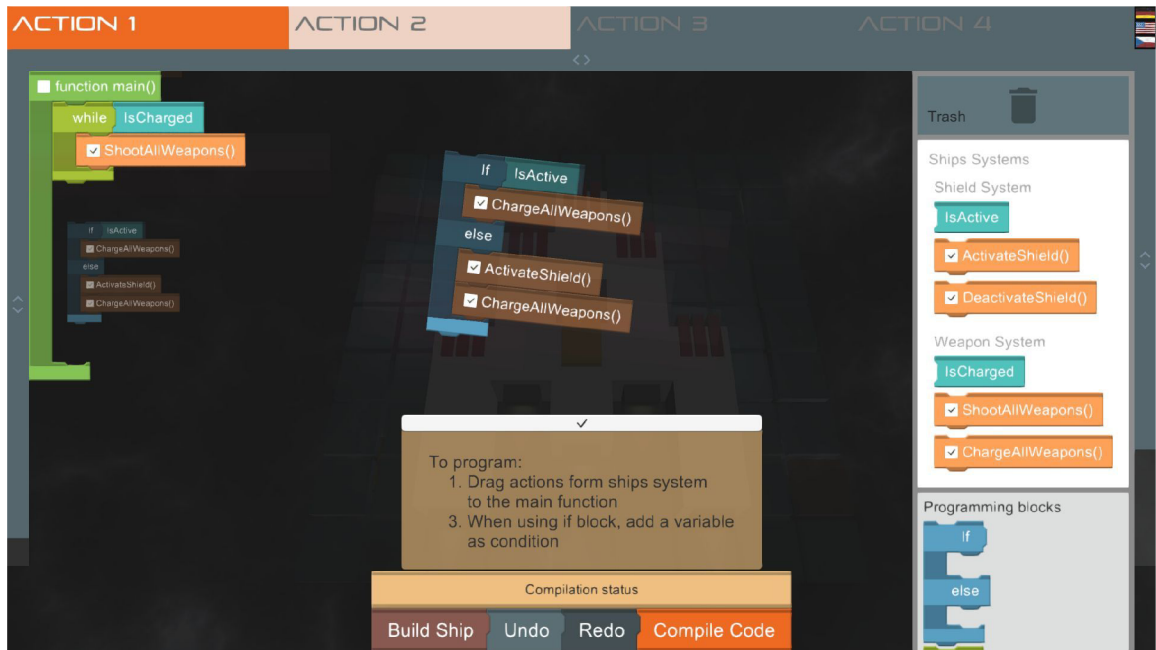 ACTION 1
ACTION 2
ACTION 3
ACTION 4
function main()
while IsCharged
ShootAllWeapons()
If IsActive
ChargeAllWeapons()
else
ActivateShield()
ChargeAllWeapons()
If IsActive
ChargeAllWeapons()
else
ActivateShield()
ChargeAllWeapons()
To program:
1. Drag actions form ships system
to the main function
3. When using if block, add a variable
as condition
Compilation status
Build Ship
Undo
Redo
Compile Code
Trash
Ships Systems
Shield System
IsActive
ActivateShield()
DeactivateShield()
Weapon System
IsCharged
ShootAllWeapons()
ChargeAllWeapons()
Programming blocks
If
else